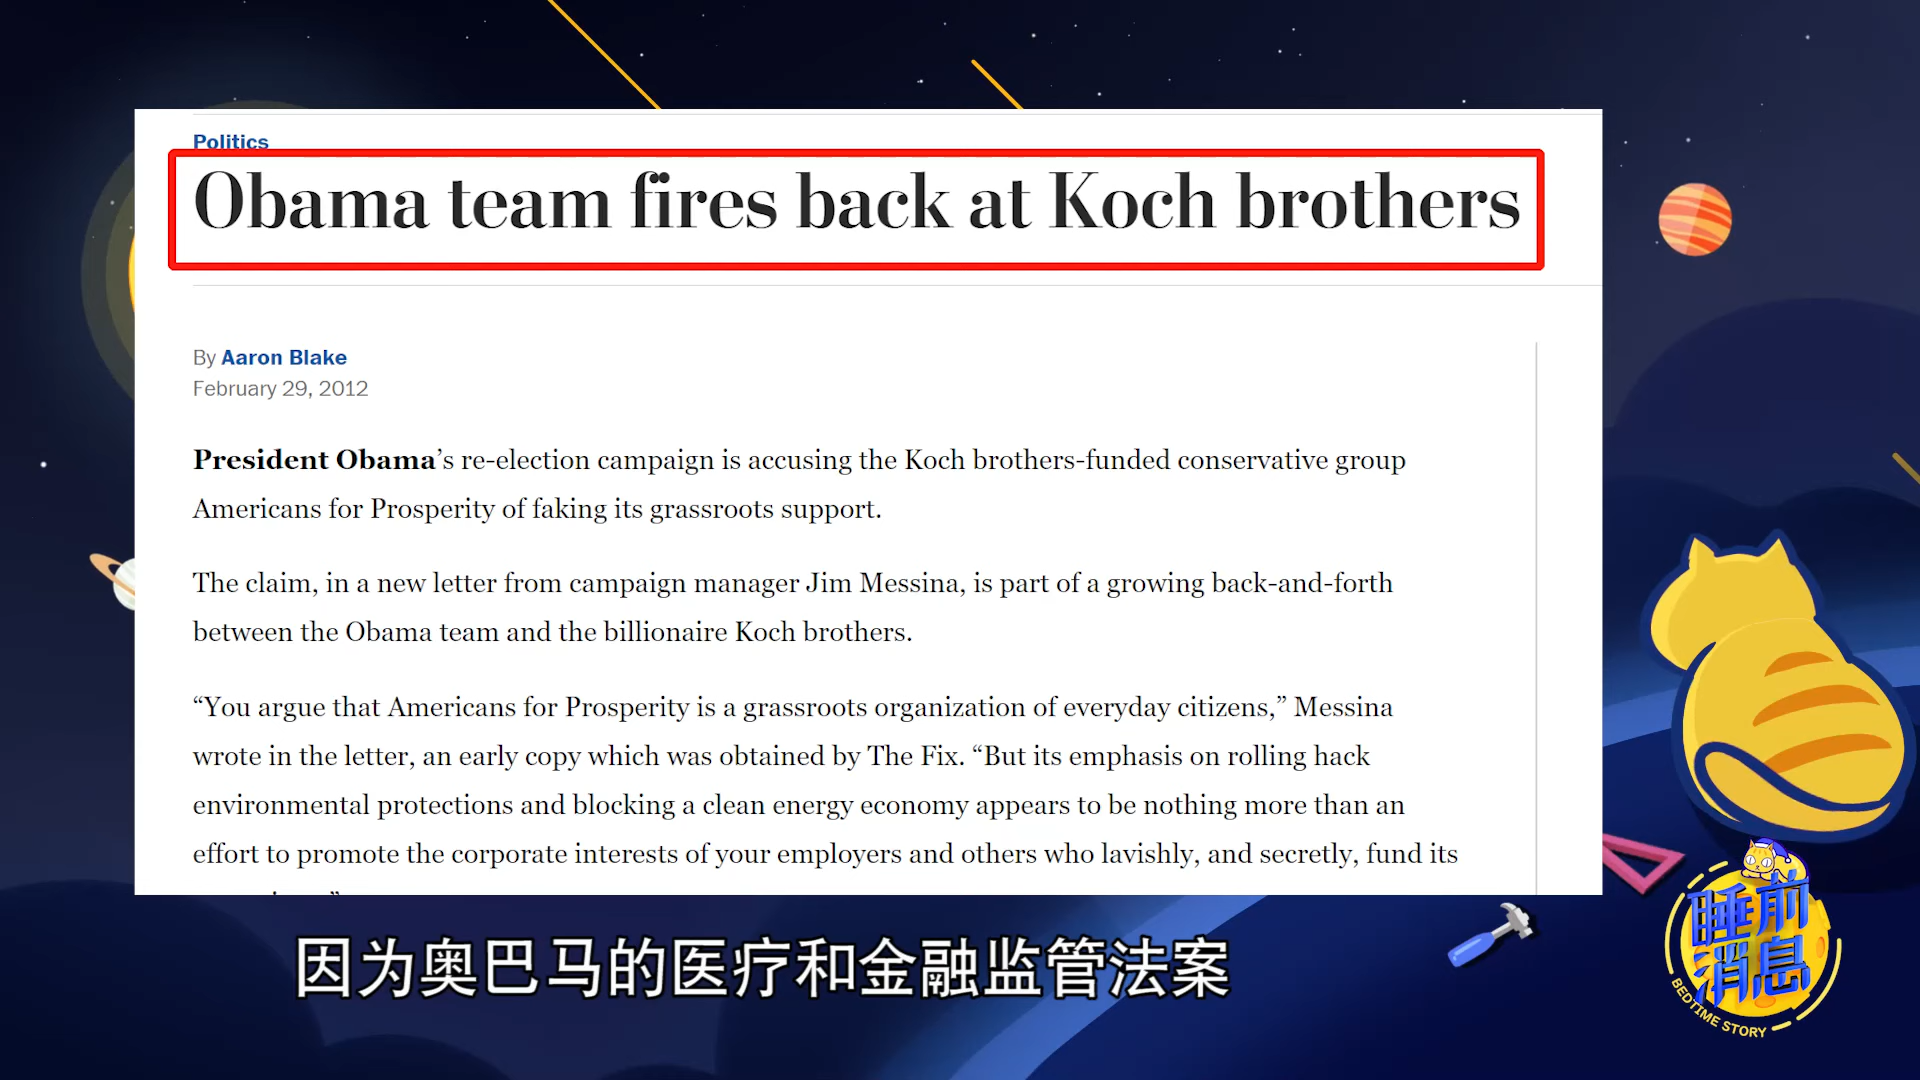 Politics
Obama team fires back at Koch brothers
By Aaron Blake
February 29, 2012
President Obama’s re-election campaign is accusing the Koch brothers-funded conservative group
Americans for Prosperity of faking its grassroots support.
The claim, in a new letter from campaign manager Jim Messina, is part of a growing back-and-forth
between the Obama team and the billionaire Koch brothers.
“You argue that Americans for Prosperity is a grassroots organization of everyday citizens,” Messina
wrote in the letter, an early copy which was obtained by The Fix. “But its emphasis on rolling hack
environmental protections and blocking a clean energy economy appears to be nothing more than an
effort to promote the corporate interests of your employers and others who lavishly, and secretly, fund its
因为奥巴马的医疗和金融监管法案
睡前
消息
BEDTIME STORY